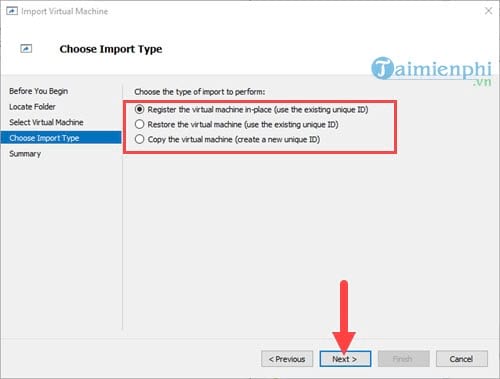 Import Virtual Machine
Choose Import Type
Taimienphi
.vn
Before You Begin
Locate Folder
Select Virtual Machine
Choose Import Type
Summary
Choose the type of import to perform:
Register the virtual machine in-place (use the existing unique ID)
Restore the virtual machine (use the existing unique ID)
Copy the virtual machine (create a new unique ID)
< Previous
Next >
Finish
Cancel